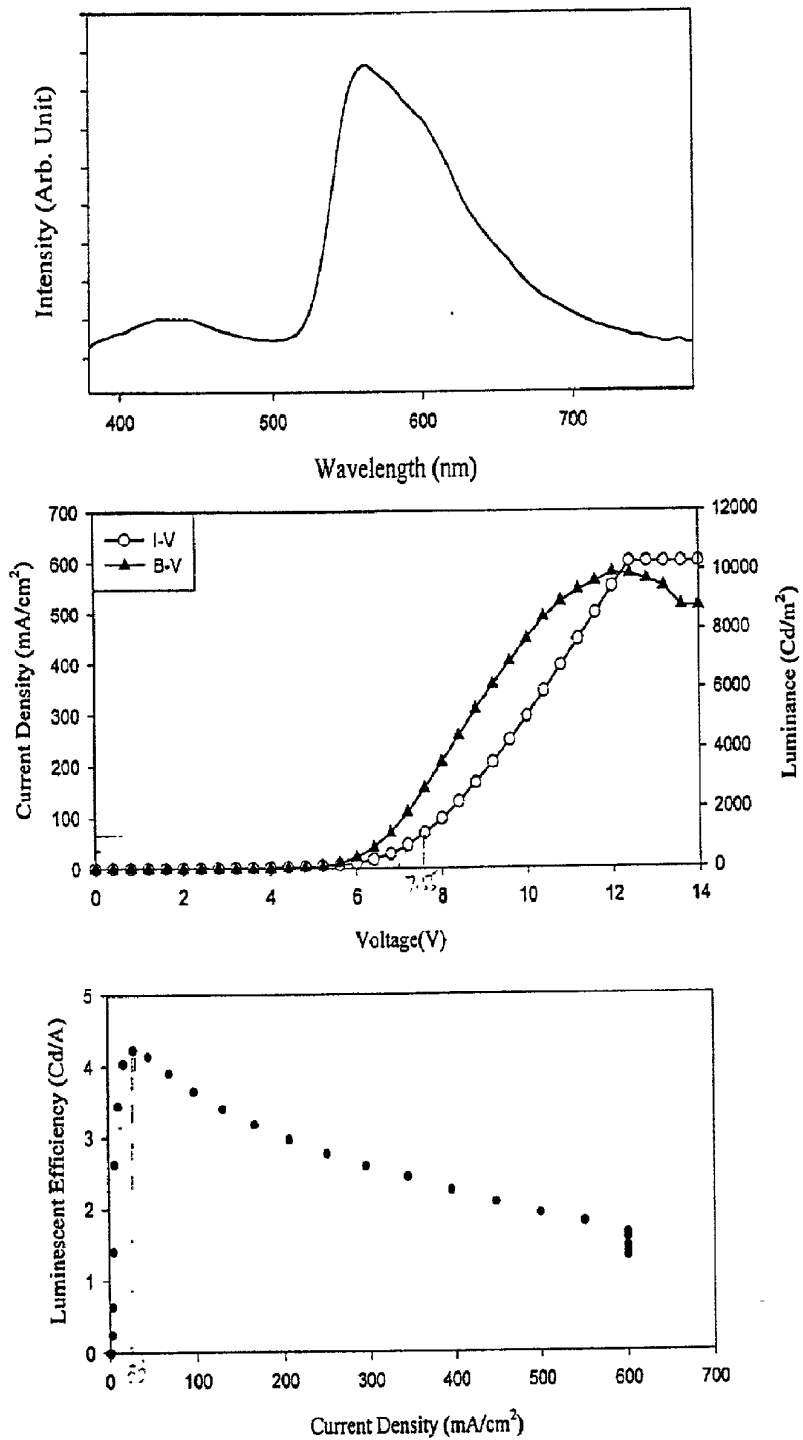 Intensity (Arb. Unit)
400 500 600 700
Wavelength (nm)
I-V
B-V
700
600
500
400
300
200
100
0
Current Density (mA/cm²)
12000
10000
8000
6000
4000
2000
0
Luminance (Cd/m²)
0 2 4 6 8 10 12 14
Voltage(V)
5
4
3
2
1
0
Luminescent Efficiency (Cd/A)
0 100 200 300 400 500 600 700
Current Density (mA/cm²)